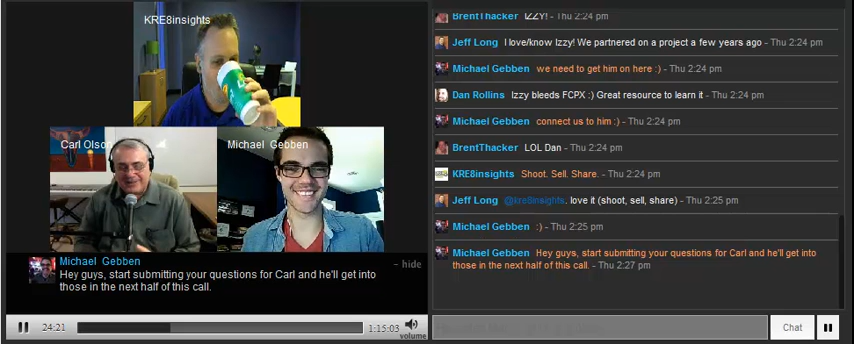 KRE8insights
Carl Olson
Michael Gebben
Michael Gebben
Hey guys, start submitting your questions for Carl and he'll get into
those in the next half of this call.
– hide
24:21
1:15:03
volume
BrentThacker IZZY! - Thu 2:24 pm
Jeff Long I love/know Izzy! We partnered on a project a few years ago - Thu 2:24 pm
Michael Gebben we need to get him on here :) - Thu 2:24 pm
Dan Rollins Izzy bleeds FCPX :) Great resource to learn it - Thu 2:24 pm
Michael Gebben connect us to him :) - Thu 2:24 pm
BrentThacker LOL Dan - Thu 2:24 pm
KRE8insights Shoot. Sell. Share. - Thu 2:24 pm
Jeff Long @kre8insights. love it (shoot, sell, share) - Thu 2:25 pm
Michael Gebben :) - Thu 2:25 pm
Michael Gebben Hey guys, start submitting your questions for Carl and he'll get into
those in the next half of this call. - Thu 2:27 pm
Chat